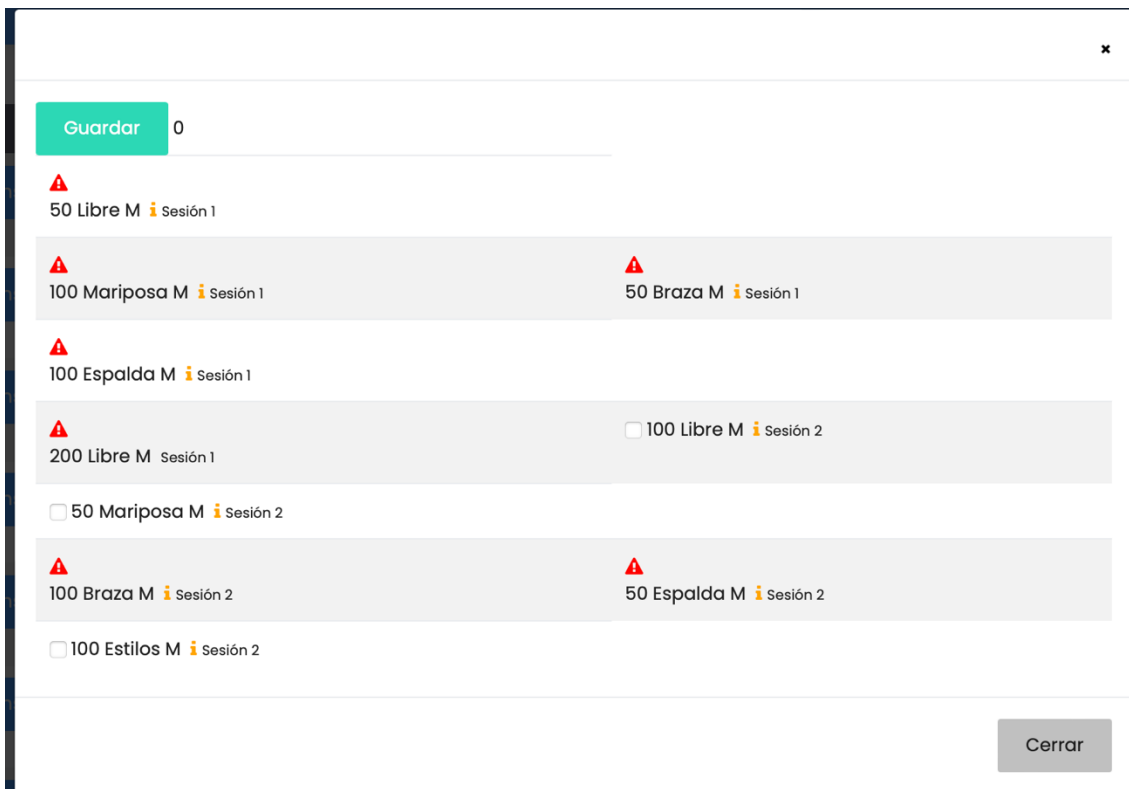 ×
Guardar 0
50 Libre M i Sesión 1
100 Mariposa M i Sesión 1
50 Braza M i Sesión 1
100 Espalda M i Sesión 1
200 Libre M Sesión 1
100 Libre M i Sesión 2
50 Mariposa M i Sesión 2
100 Braza M i Sesión 2
50 Espalda M i Sesión 2
100 Estilos M i Sesión 2
Cerrar